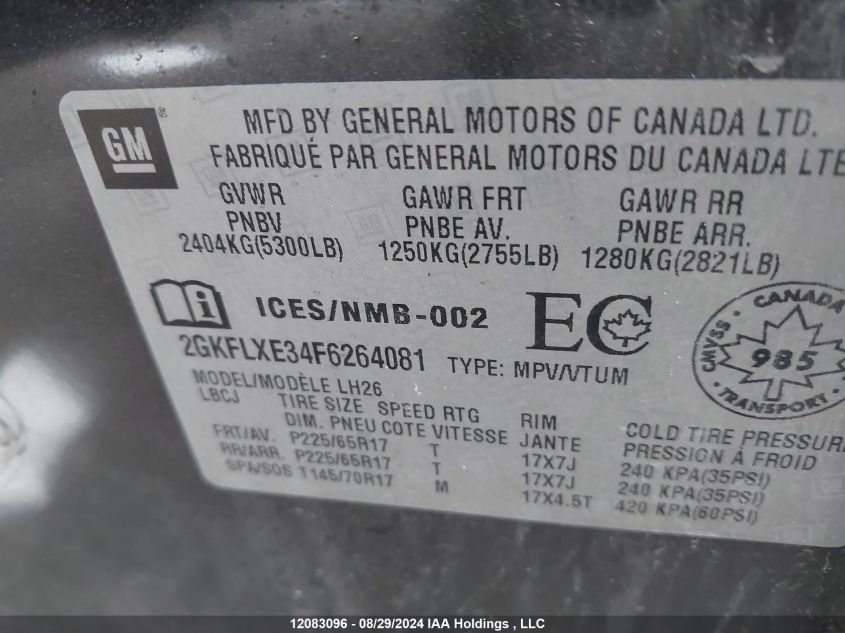 GM®
MFD BY GENERAL MOTORS OF CANADA LTD.
FABRIQUÉ PAR GENERAL MOTORS DU CANADA LTE
GVWR GAWR FRT GAWR RR
PNBV PNBE AV. PNBE ARR.
2404KG(5300LB) 1250KG(2755LB) 1280KG(2821LB)
i ICES/NMB-002 EC
CANADA
CMVSS 985
TRANSPORT
2GKFLXE34F6264081 TYPE: MPV/VTUM
MODEL/MODÈLE LH26
LBCJ TIRE SIZE SPEED RTG RIM COLD TIRE PRESSURE
DIM. PNEU COTE VITESSE JANTE PRESSION À FROID
FRT/AV. P225/65R17 T 17X7J 240 KPA(35PSI)
RR/ARR. P225/65R17 T 17X7J 240 KPA(35PSI)
SPA/SOS T145/70R17 M 17X4.5T 420 KPA(60PSI)
12083096 - 08/29/2024 IAA Holdings , LLC